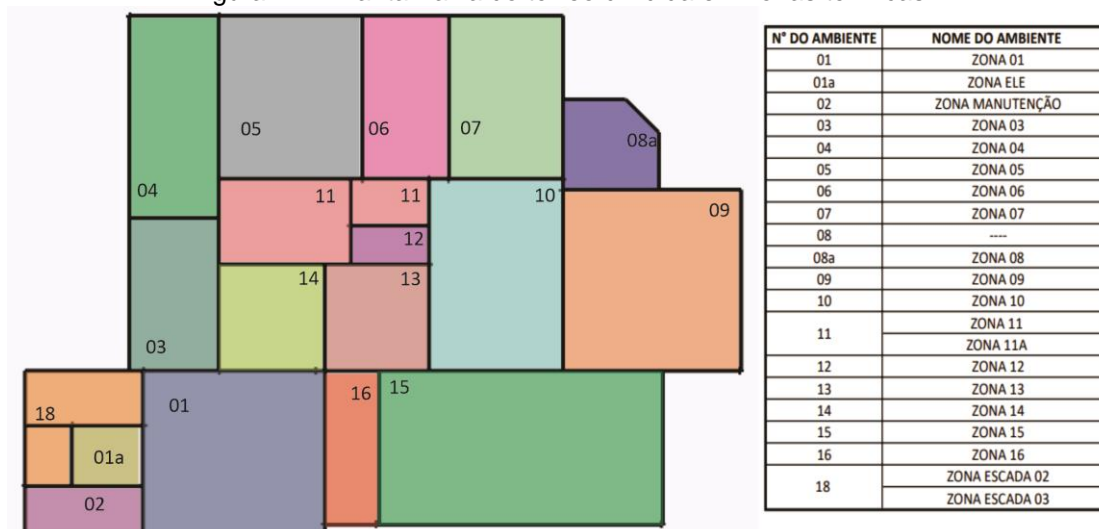 05
06
07
08a
04
11
11
10
09
12
14
13
03
01
16
15
18
01a
02
N° DO AMBIENTE NOME DO AMBIENTE
01 ZONA 01
01a ZONA ELE
02 ZONA MANUTENÇÃO
03 ZONA 03
04 ZONA 04
05 ZONA 05
06 ZONA 06
07 ZONA 07
08 ----
08a ZONA 08
09 ZONA 09
10 ZONA 10
11 ZONA 11
ZONA 11A
12 ZONA 12
13 ZONA 13
14 ZONA 14
15 ZONA 15
16 ZONA 16
18 ZONA ESCADA 02
ZONA ESCADA 03